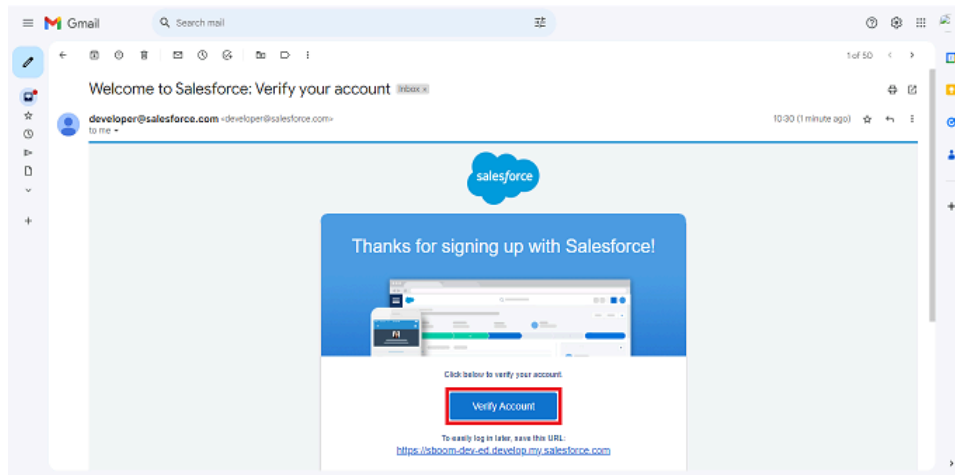 Gmail
Search mail
1 of 50
Welcome to Salesforce: Verify your account Inbox x
developer@salesforce.com <developer@salesforce.com>
10:30 (1 minute ago)
to me
salesforce
Thanks for signing up with Salesforce!
Click below to verify your account.
Verify Account
To easily log in later, save this URL:
https://sboom-dev-ed.develop.my.salesforce.com